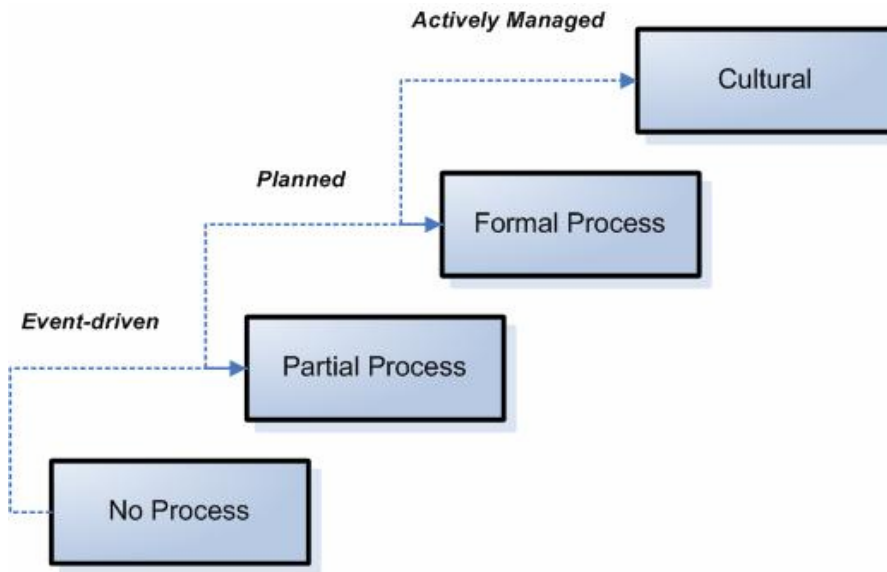 Actively Managed
Cultural
Planned
Formal Process
Event-driven
Partial Process
No Process